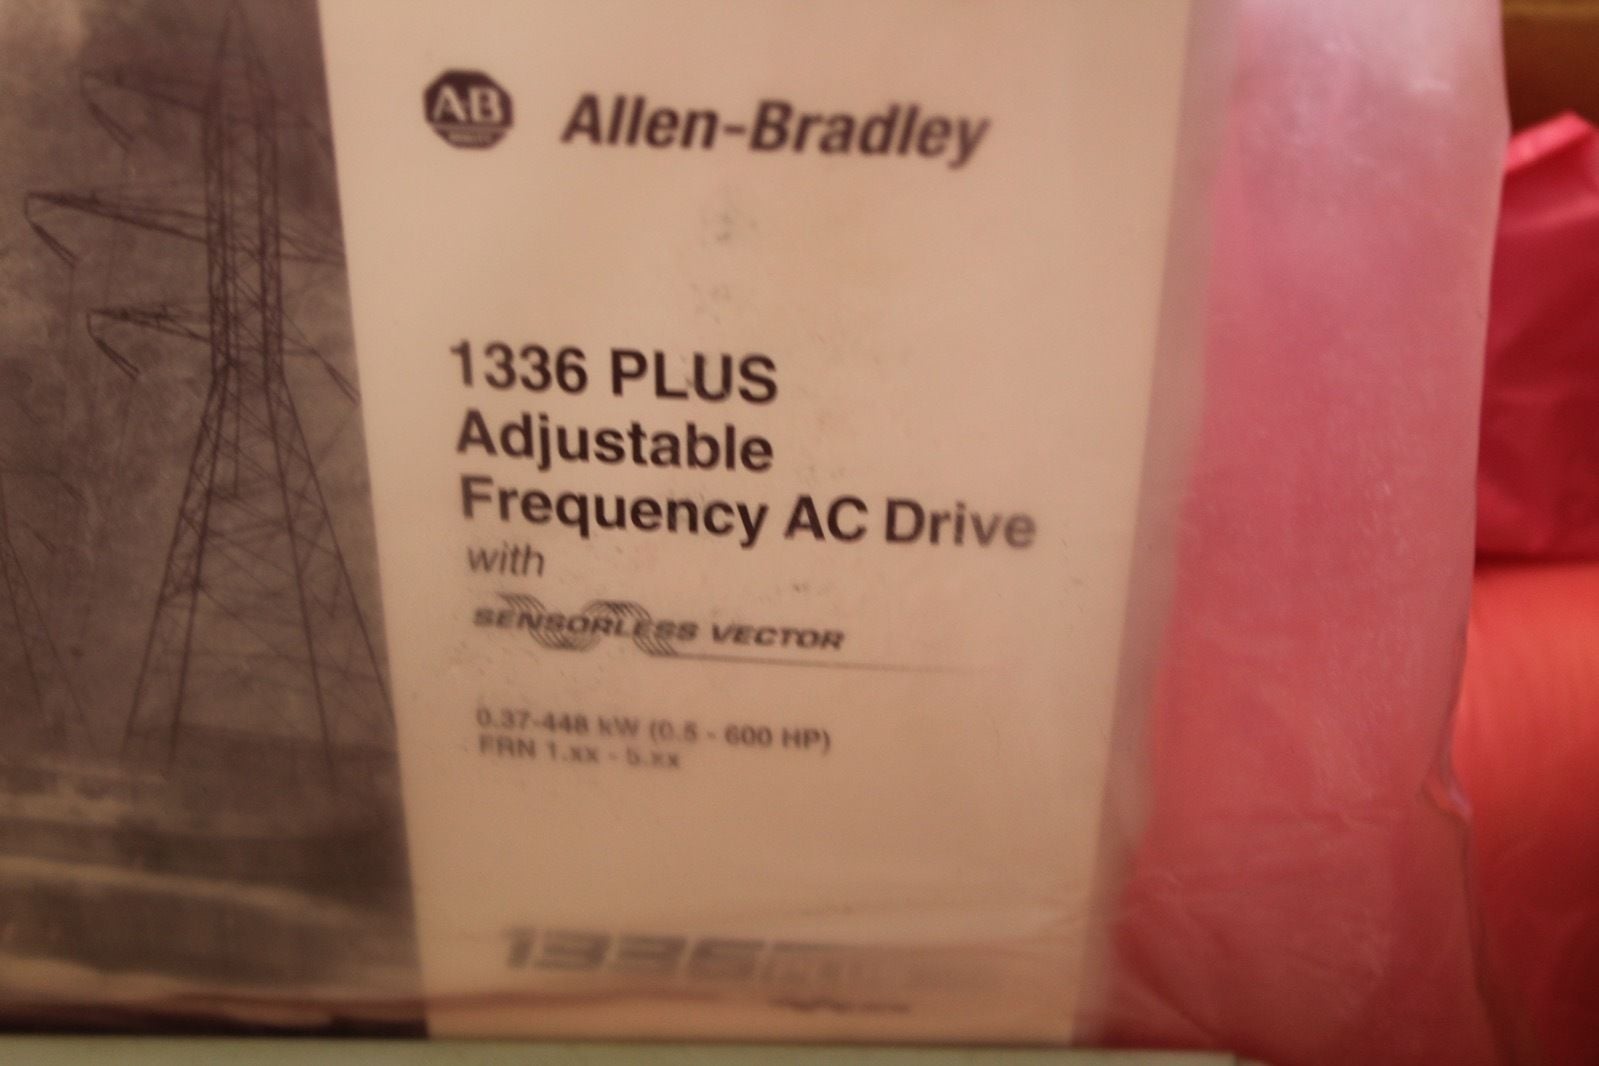 AB
Allen-Bradley
1336 PLUS
Adjustable
Frequency AC Drive
with
SENSORLESS VECTOR
0.37-448 kW (0.5 - 600 HP)
FRN 1.xx - 5.xx
1336